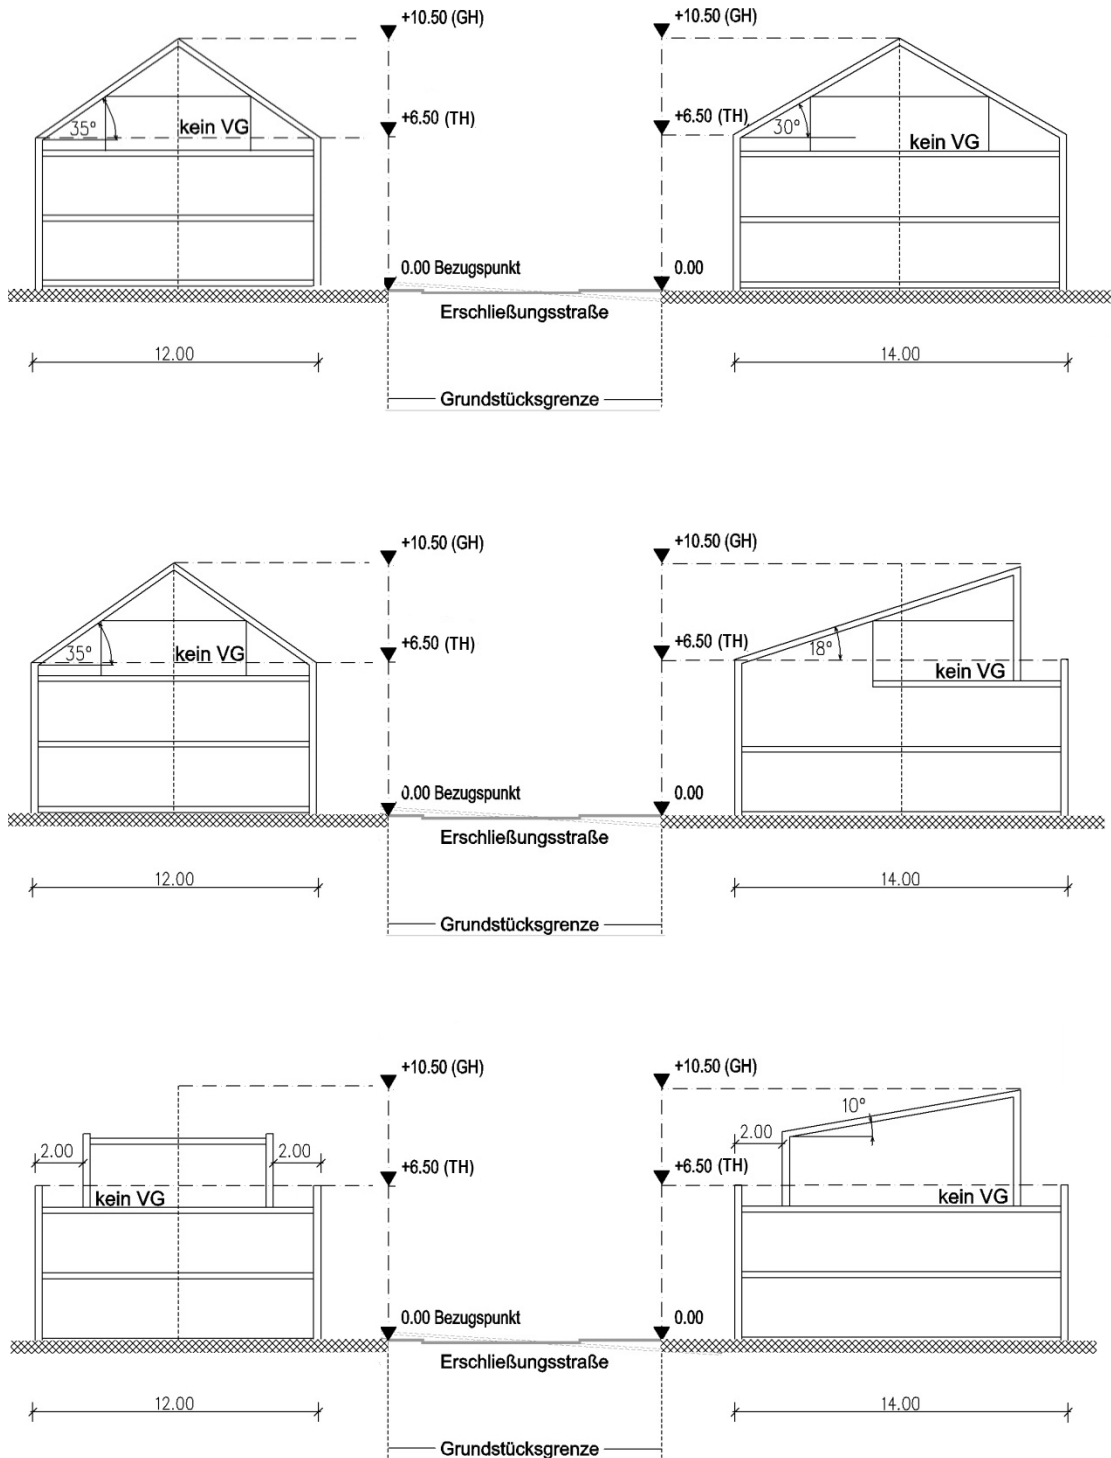 +10.50 (GH)
+10.50 (GH)
+6.50 (TH)
+6.50 (TH)
35°
kein VG
30°
kein VG
0.00 Bezugspunkt
0.00
Erschließungsstraße
12.00
14.00
Grundstücksgrenze
+10.50 (GH)
+10.50 (GH)
+6.50 (TH)
+6.50 (TH)
35°
kein VG
18°
kein VG
0.00 Bezugspunkt
0.00
Erschließungsstraße
12.00
14.00
Grundstücksgrenze
+10.50 (GH)
+10.50 (GH)
10°
2.00
2.00
2.00
+6.50 (TH)
+6.50 (TH)
kein VG
kein VG
0.00 Bezugspunkt
0.00
Erschließungsstraße
12.00
14.00
Grundstücksgrenze